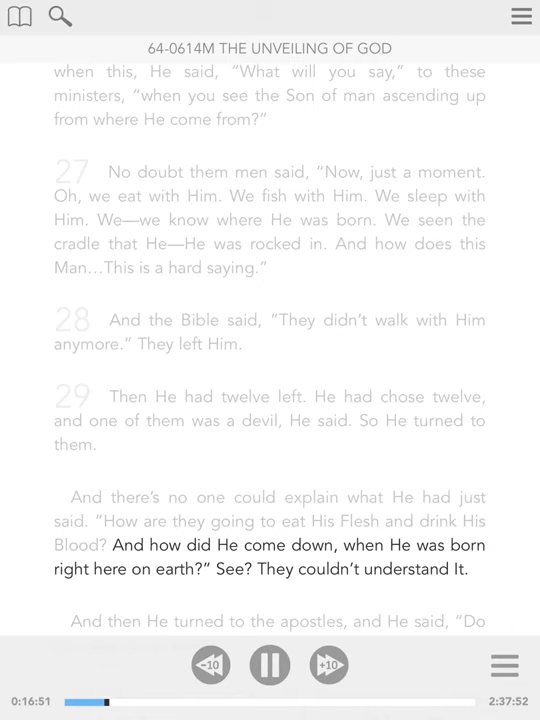 64-0614M THE UNVEILING OF GOD
when this, He said, “What will you say,” to these
ministers, “when you see the Son of man ascending up
from where He come from?”
27 No doubt them men said, “Now, just a moment.
Oh, we eat with Him. We fish with Him. We sleep with
Him. We—we know where He was born. We seen the
cradle that He—He was rocked in. And how does this
Man…This is a hard saying.”
28 And the Bible said, “They didn’t walk with Him
anymore.” They left Him.
29 Then He had twelve left. He had chose twelve,
and one of them was a devil, He said. So He turned to
them.
And there’s no one could explain what He had just
said. “How are they going to eat His Flesh and drink His
Blood? And how did He come down, when He was born
right here on earth?” See? They couldn’t understand It.
And then He turned to the apostles, and He said, “Do
-10 +10
0:16:51 2:37:52